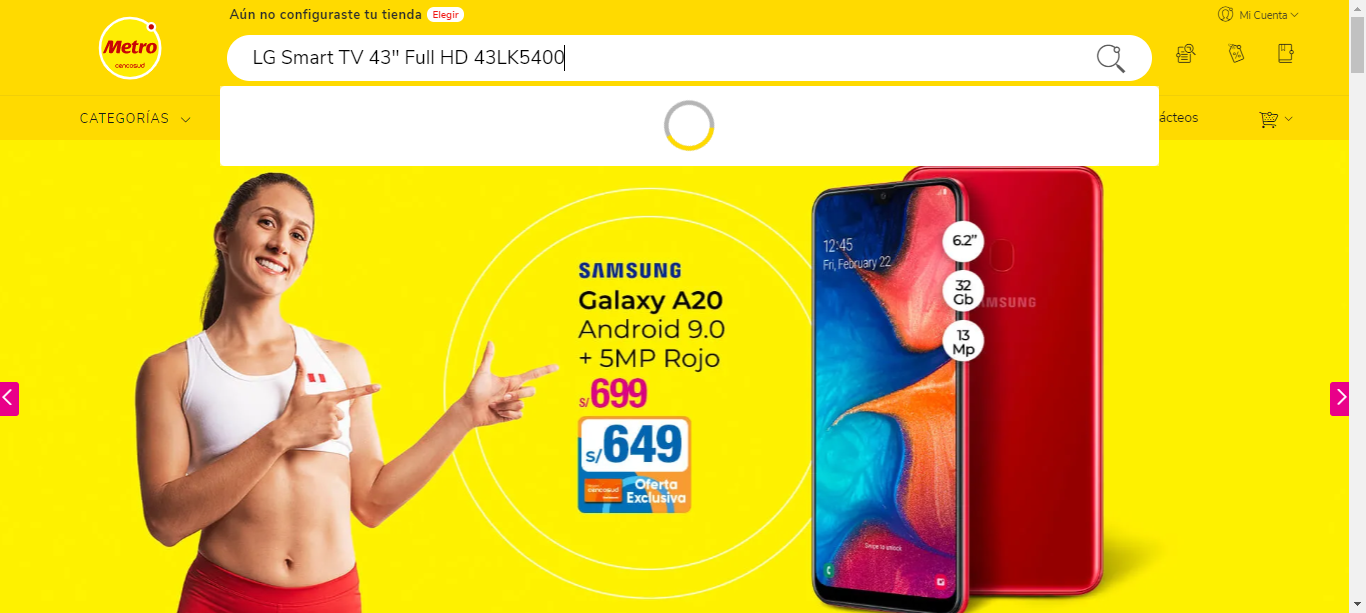 Aún no configuraste tu tienda Elegir
Mi Cuenta
Metro
cencosud
LG Smart TV 43" Full HD 43LK5400
CATEGORÍAS
ácteos
12:45
Fri, February 22
6.2”
32
Gb
13
Mp
SAMSUNG
SAMSUNG
Galaxy A20
Android 9.0
+ 5MP Rojo
S/699
S/649
cencosud
Oferta
Exclusiva
Swipe to unlock